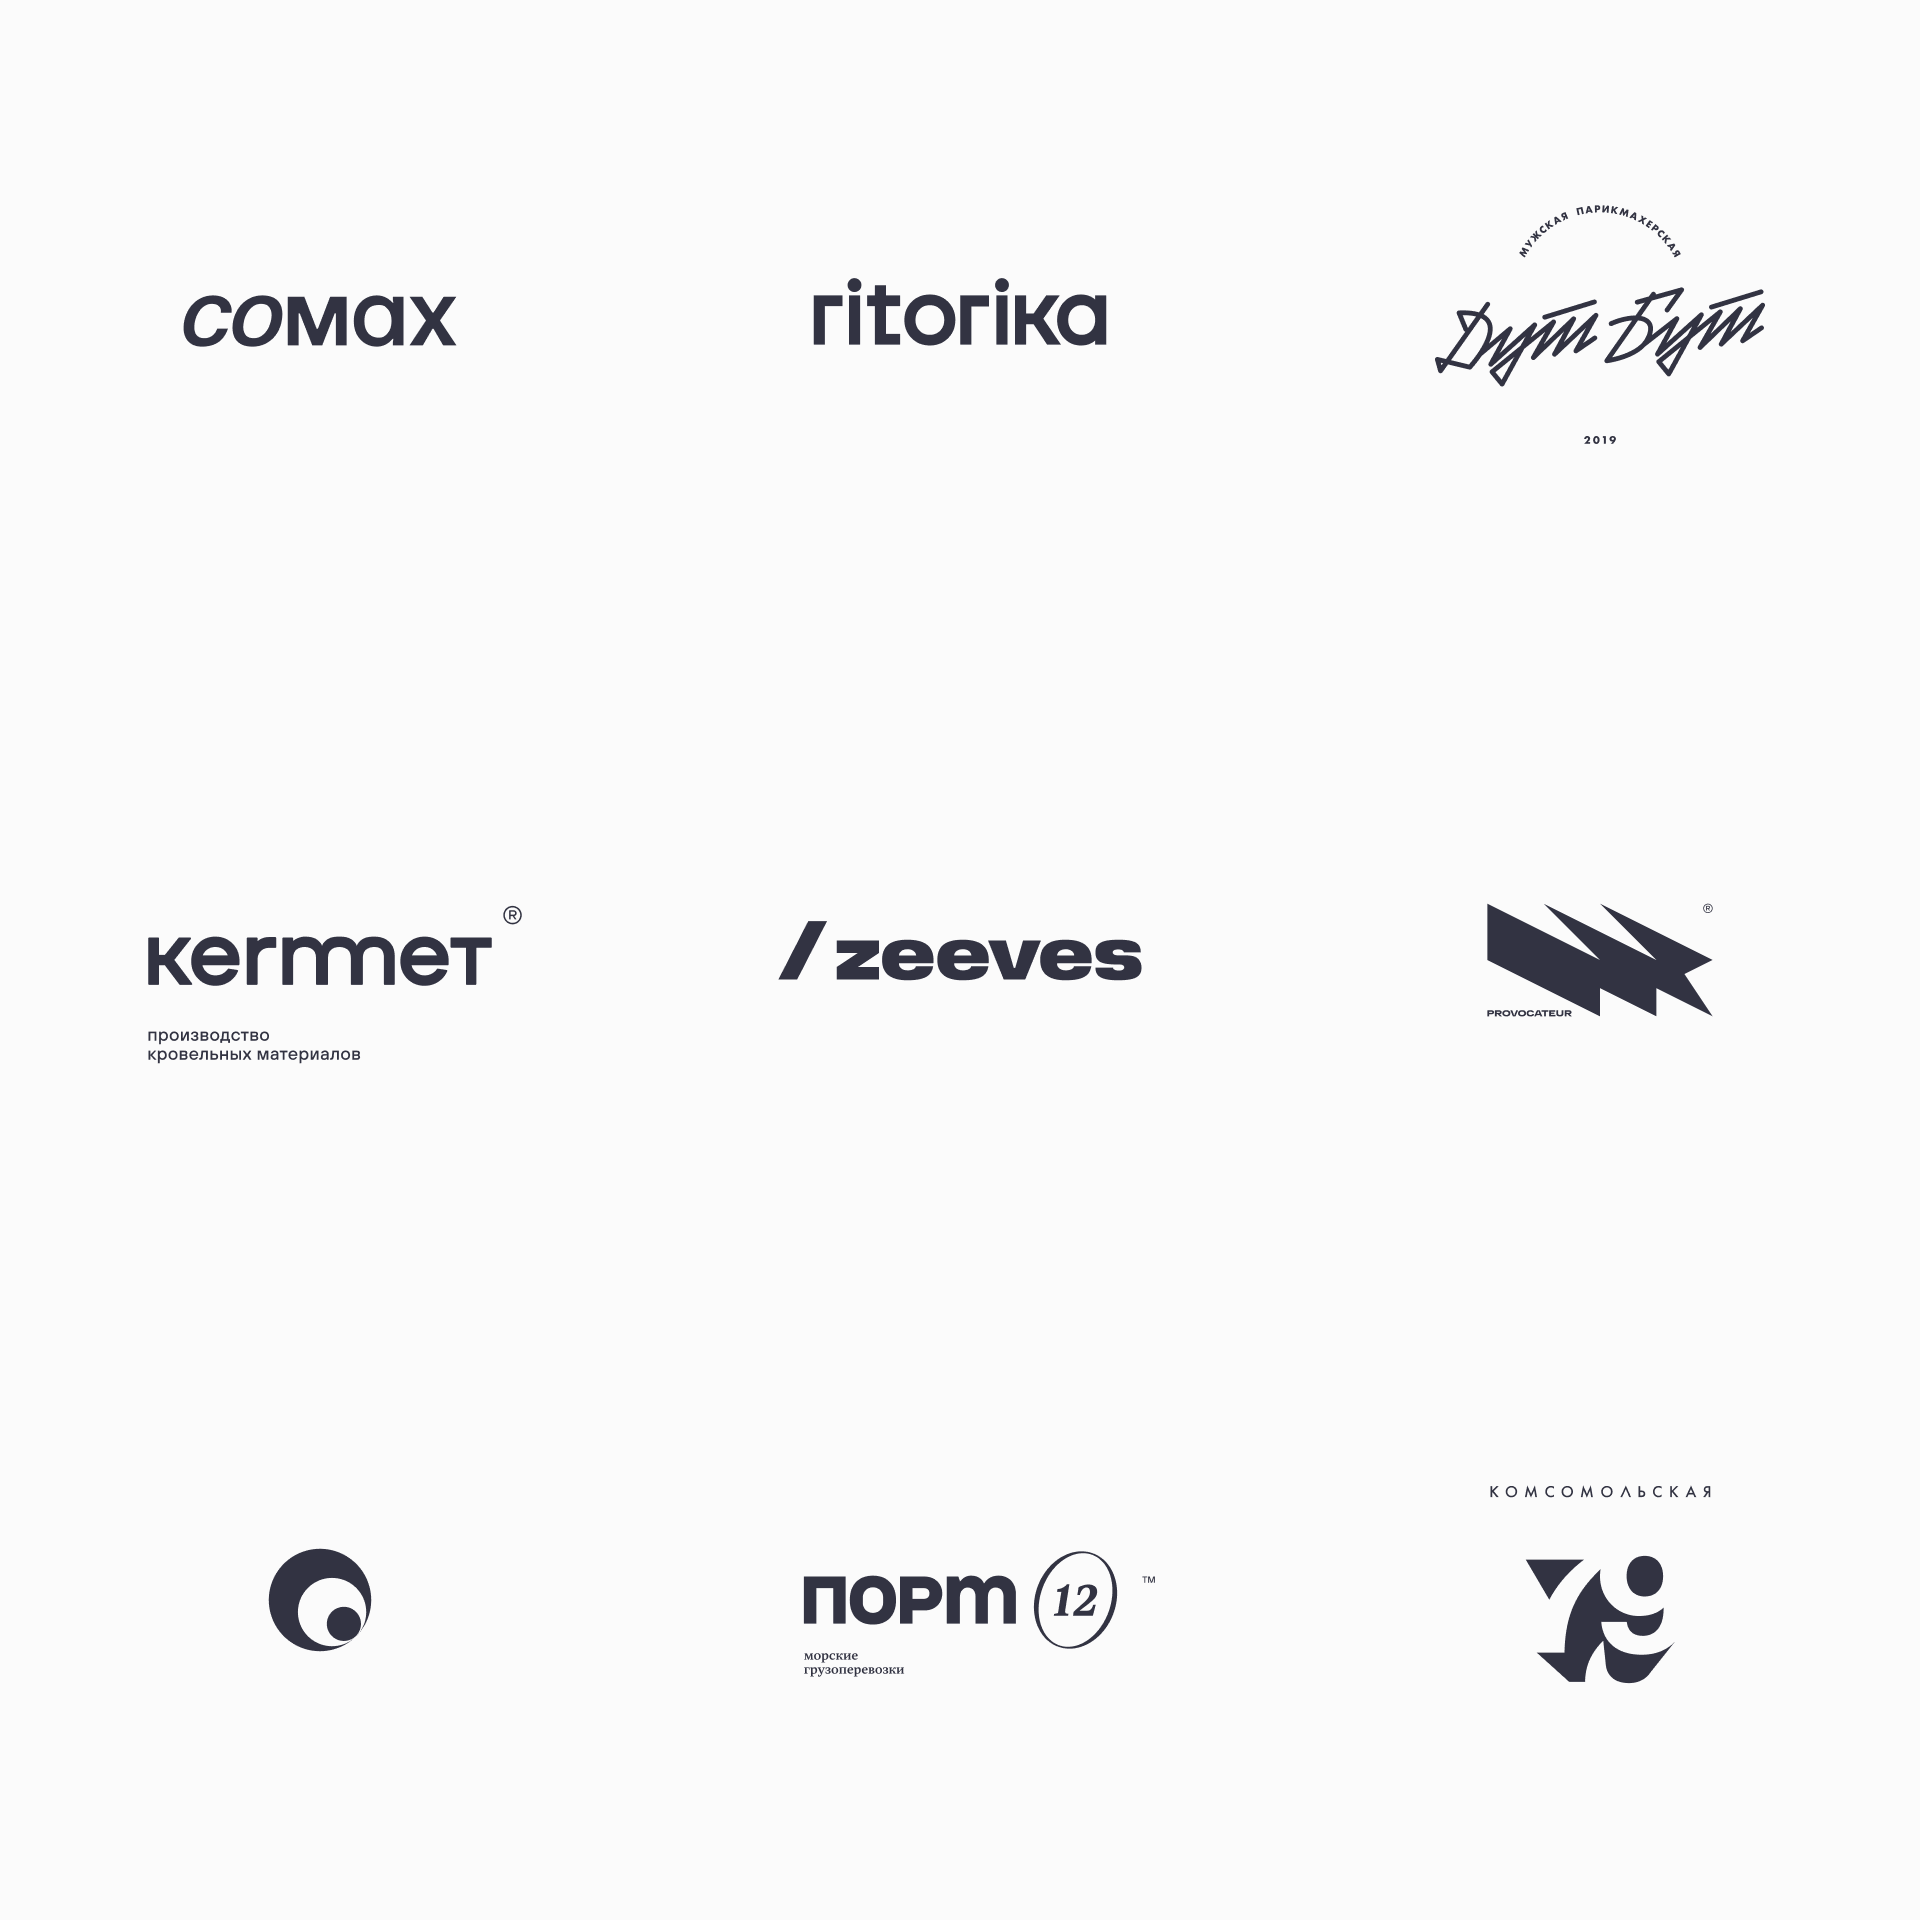 comax
ritorika
МУЖСКАЯ ПАРИКМАХЕРСКАЯ
Дути Вути
2019
kermet ®
производство
кровельных материалов
/zeeves
®
PROVOCATEUR
порт 12 ™
морские
грузоперевозки
КОМСОМОЛЬСКАЯ
79